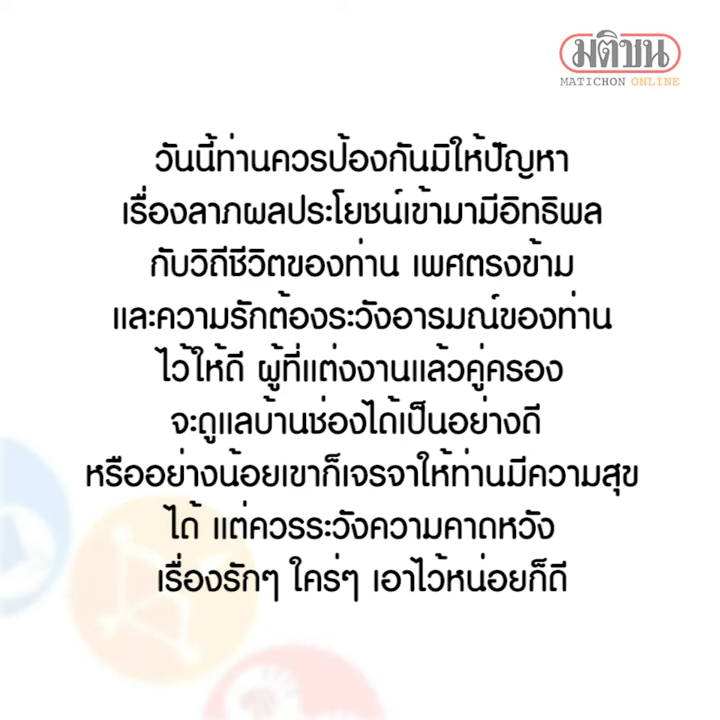 มติชน
MATICHON ONLINE
วันนี้ท่านควรป้องกันมิให้ปัญหา
เรื่องลาภผลประโยชน์เข้ามามีอิทธิพล
กับวิถีชีวิตของท่าน เพศตรงข้าม
และความรักต้องระวังอารมณ์ของท่าน
ไว้ให้ดี ผู้ที่แต่งงานแล้วคู่ครอง
จะดูแลบ้านช่องได้เป็นอย่างดี
หรืออย่างน้อยเขาก็เจรจาให้ท่านมีความสุข
ได้ แต่ควรระวังความคาดหวัง
เรื่องรักๆ ใคร่ๆ เอาไว้หน่อยก็ดี